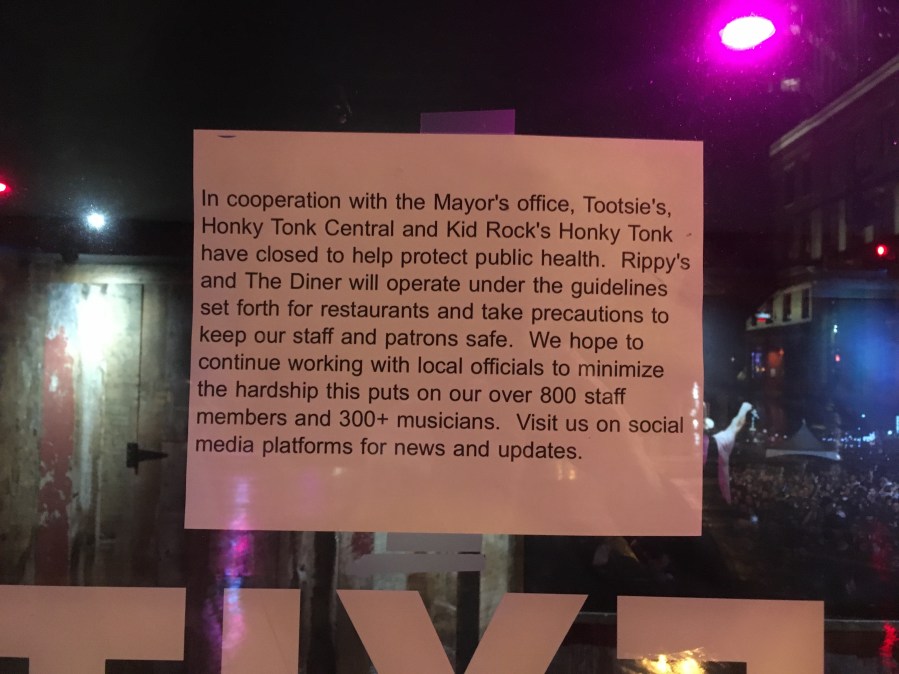 In cooperation with the Mayor's office, Tootsie's,
Honky Tonk Central and Kid Rock's Honky Tonk
have closed to help protect public health.  Rippy's
and The Diner will operate under the guidelines
set forth for restaurants and take precautions to
keep our staff and patrons safe.  We hope to
continue working with local officials to minimize
the hardship this puts on our over 800 staff
members and 300+ musicians.  Visit us on social
media platforms for news and updates.